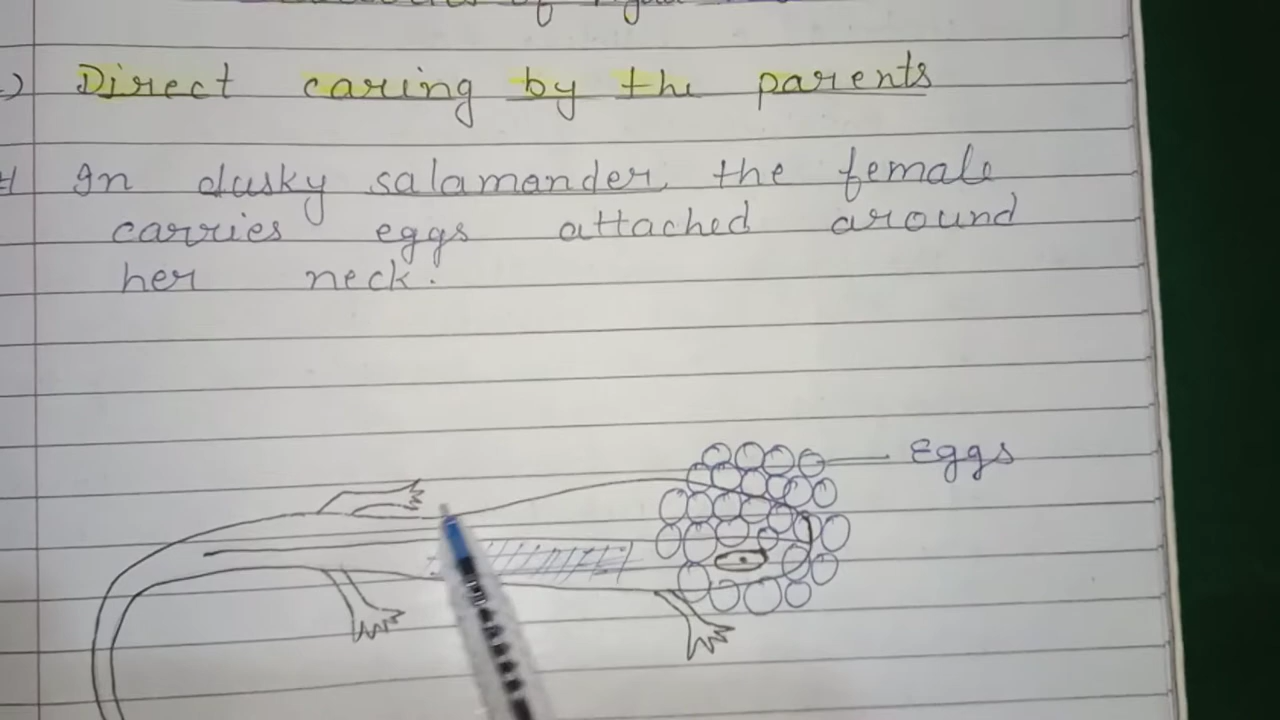 Direct caring by the parents
In dusky salamander, the female
carries eggs attached around
her neck.
Eggs